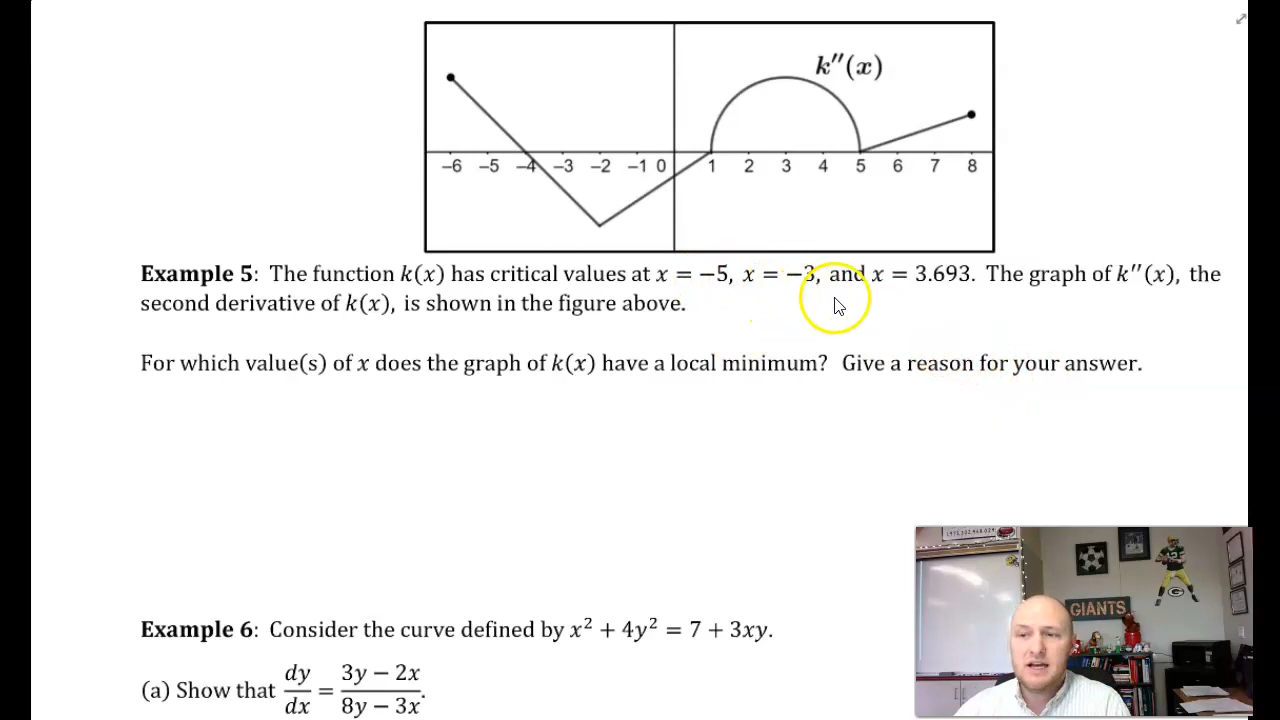 k″(x)
−6 −5 −4 −3 −2 −1 0 1 2 3 4 5 6 7 8
Example 5: The function k(x) has critical values at x = −5, x = −3, and x = 3.693. The graph of k″(x), the
second derivative of k(x), is shown in the figure above.
For which value(s) of x does the graph of k(x) have a local minimum? Give a reason for your answer.
GIANTS
Example 6: Consider the curve defined by x² + 4y² = 7 + 3xy.
(a) Show that dy/dx = (3y − 2x)/(8y − 3x).